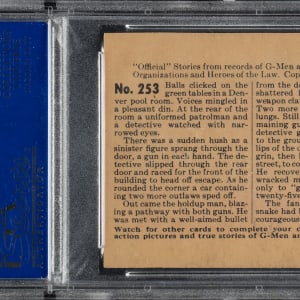 "Official" Stories from records of G-Men a
Organizations and Heroes of the Law. Cop
No. 253 Balls clicked on the
green tables in a Den-
ver pool room. Voices mingled in
a pleasant din. At the rear of the
room a uniformed patrolman and
a detective watched with nar-
rowed eyes.
There was a sudden hush as a
sinister figure sprang through the
door, a gun in each hand. The de-
tective slipped through the rear
door and raced for the front of the
building to head off escape. As he
rounded the corner a car contain-
ing two more outlaws sped off.
Out came the holdup man, blaz-
ing a pathway with both guns. He
was met with a well-aimed bullet
from the d
shattered
weapon cla
Two more
lungs. Still
maining gu
detective s
to the grou
lips of the c
grin, then
street, to co
He recover
wracked m
only to "g
twenty-five
The fan
snake had b
courageous
Watch for other cards to complete your c
action pictures and true stories of G-Men a